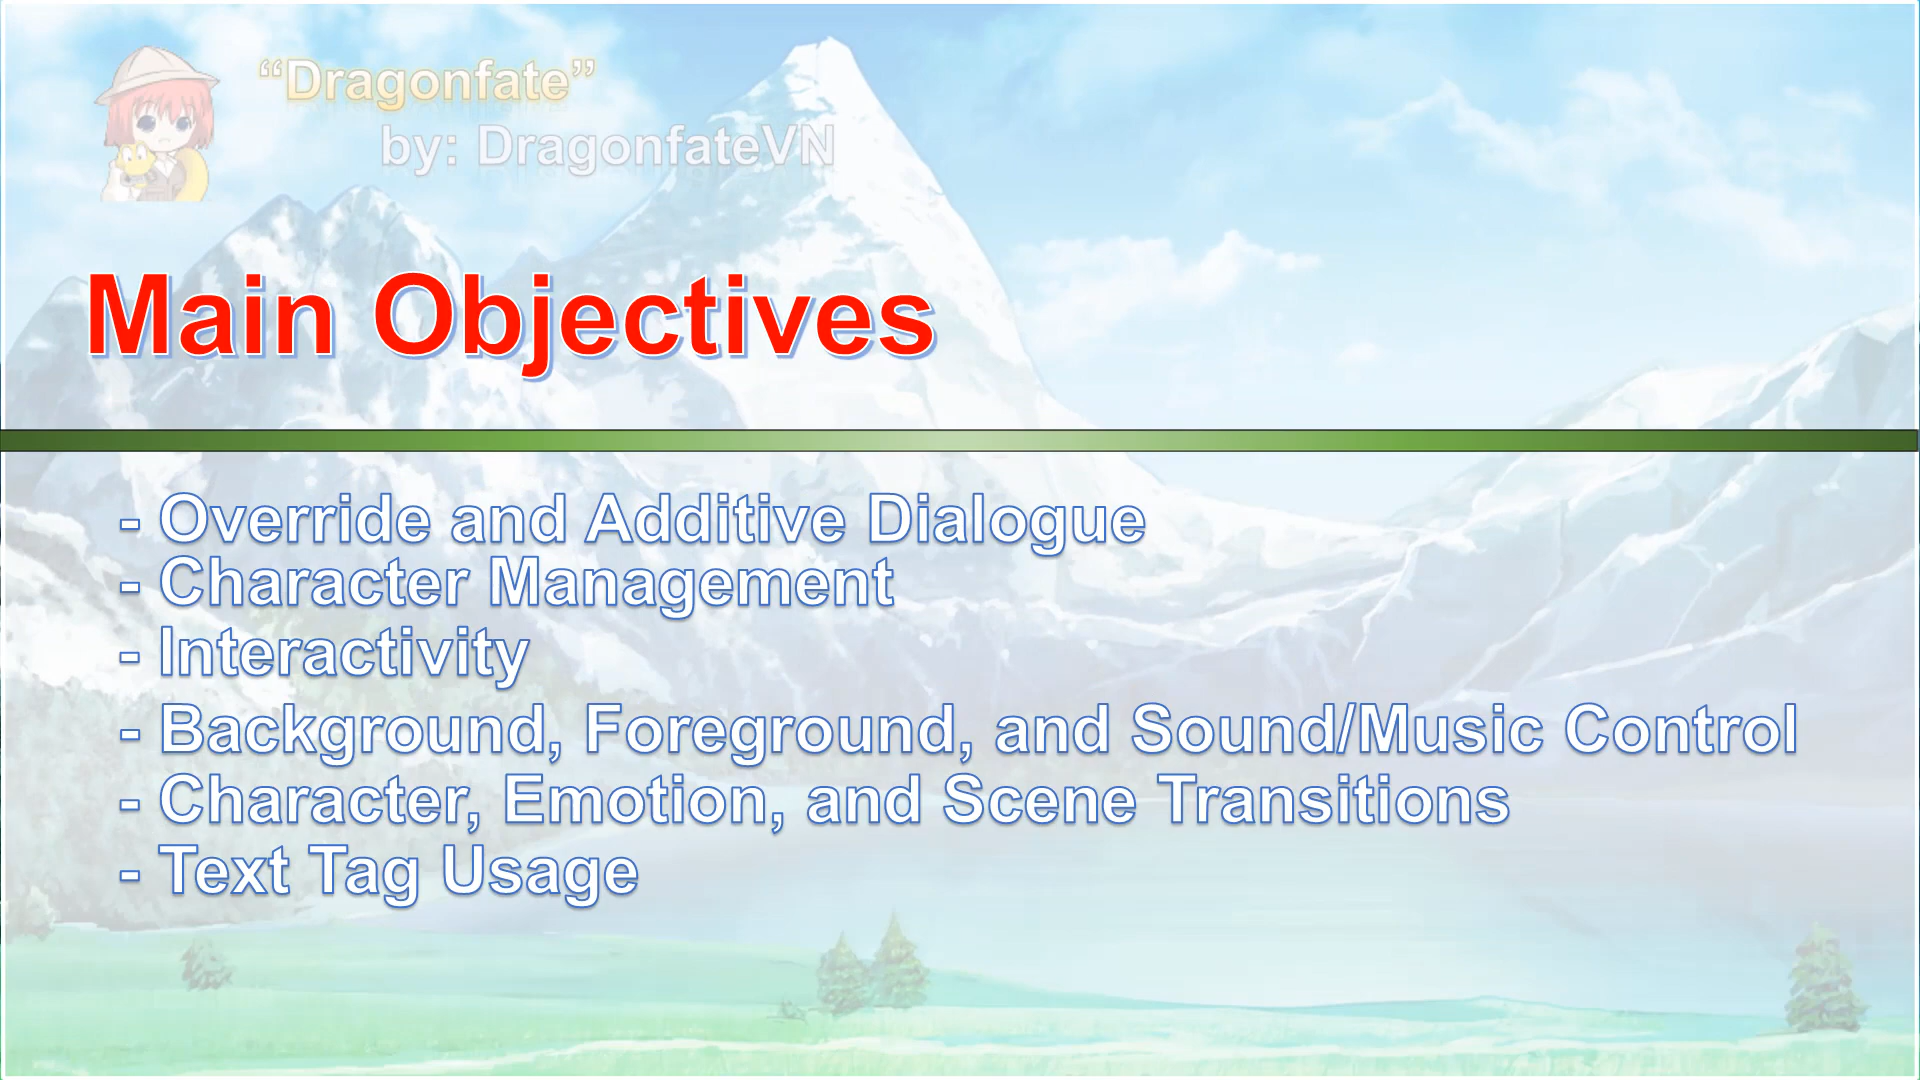 “Dragonfate”
by: DragonfateVN
Main Objectives
- Override and Additive Dialogue
- Character Management
- Interactivity
- Background, Foreground, and Sound/Music Control
- Character, Emotion, and Scene Transitions
- Text Tag Usage